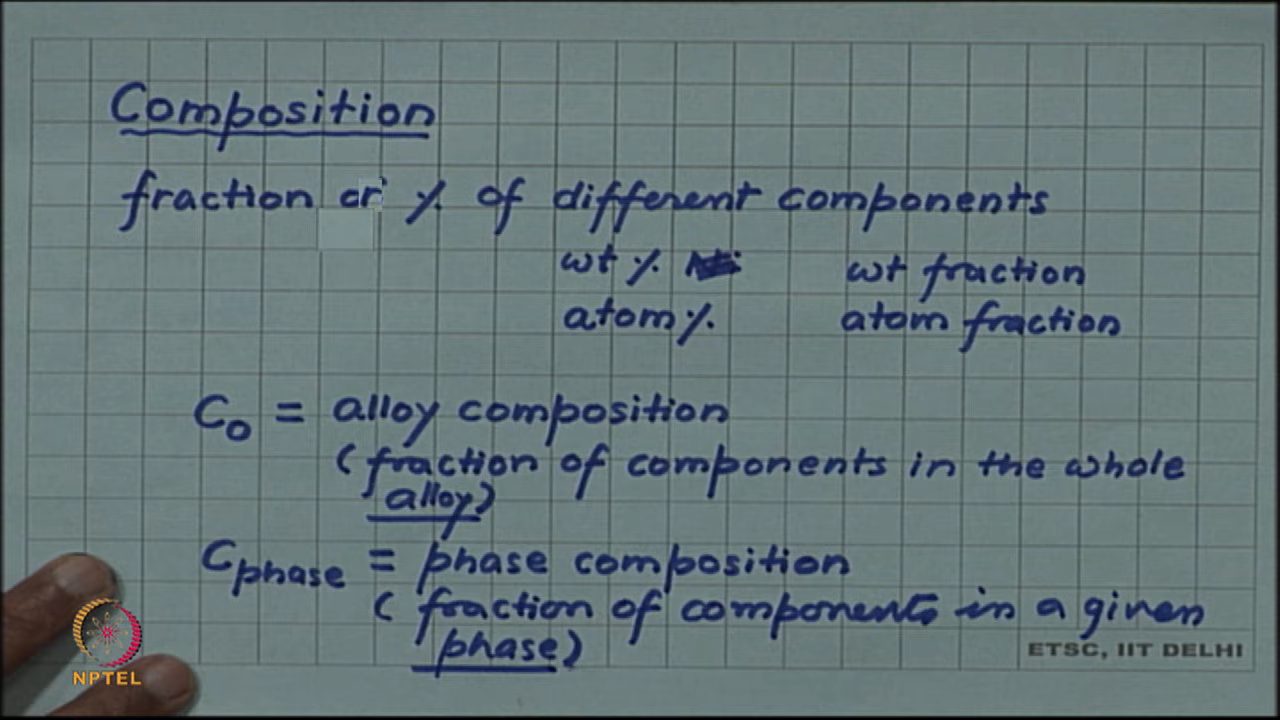 Composition
fraction or % of different components
wt % wt fraction
atom % atom fraction
C₀ = alloy composition
(fraction of components in the whole
alloy)
Cphase = phase composition
(fraction of components in a given
phase)
ETSC, IIT DELHI
NPTEL